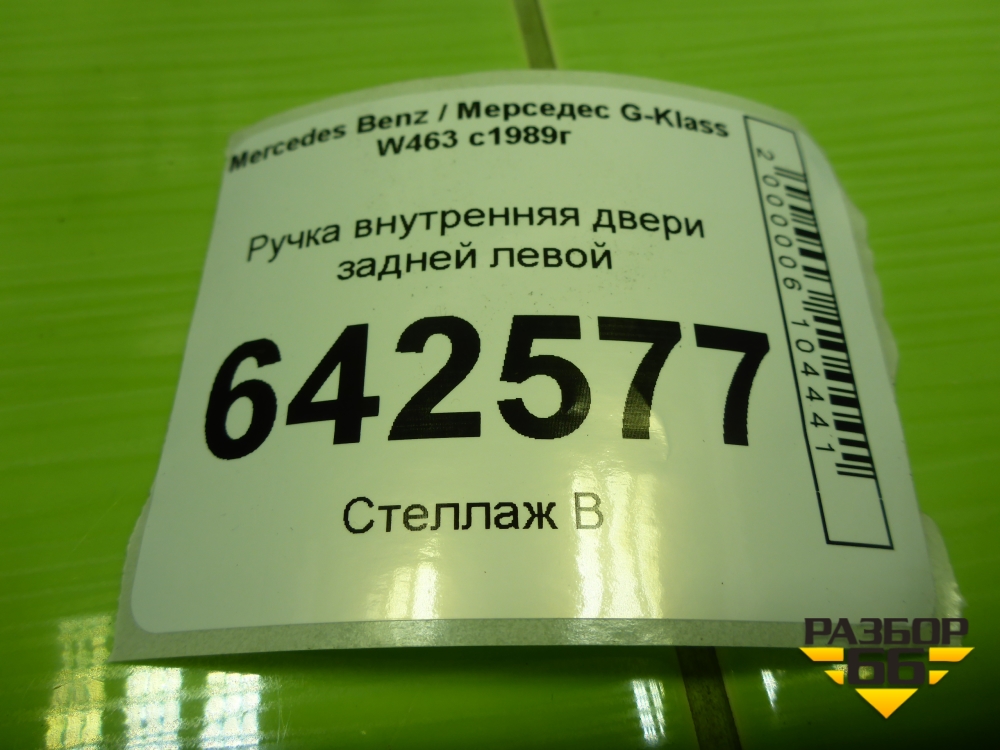 Mercedes Benz / Мерседес G-Klass
W463 с1989г
Ручка внутренняя двери
задней левой
642577
Стеллаж В
2000006104441
РАЗБОР
66